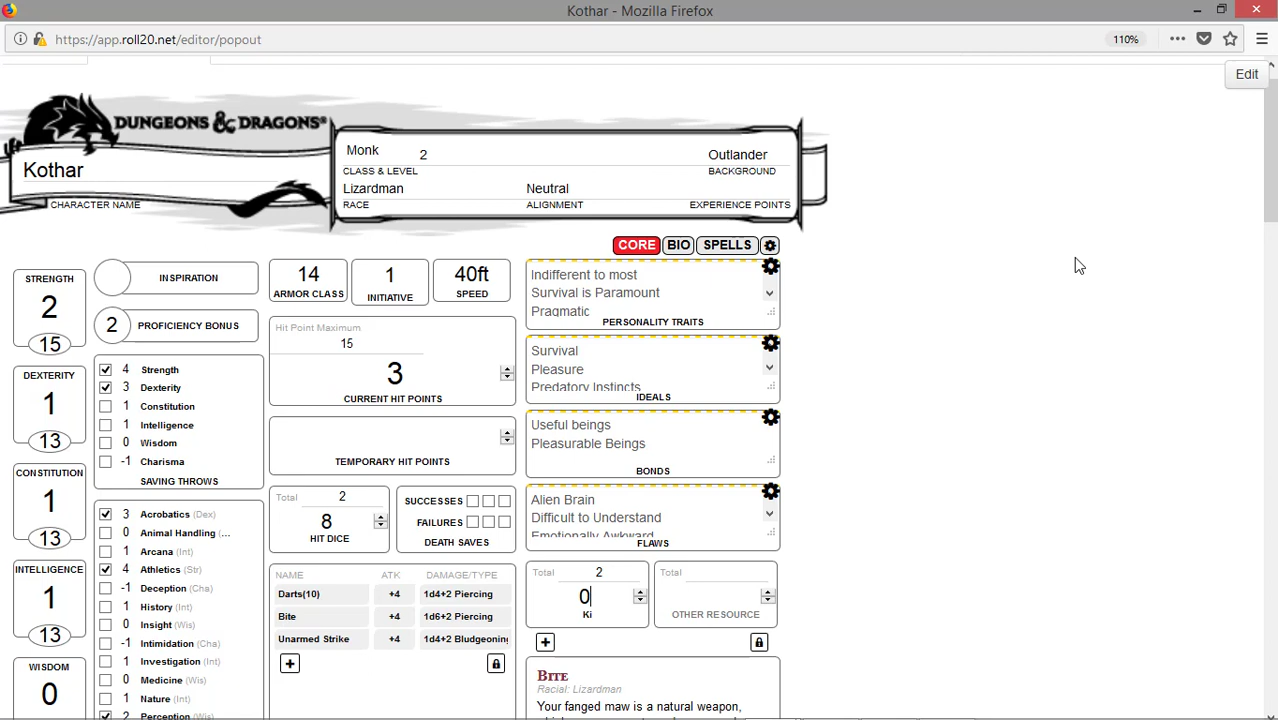 Kothar - Mozilla Firefox
https://app.roll20.net/editor/popout
110%
Edit
DUNGEONS & DRAGONS®
Kothar
CHARACTER NAME
Monk 2
CLASS & LEVEL
Outlander
BACKGROUND
Lizardman
RACE
Neutral
ALIGNMENT
EXPERIENCE POINTS
CORE BIO SPELLS
STRENGTH
2
15
DEXTERITY
1
13
CONSTITUTION
1
13
INTELLIGENCE
1
13
WISDOM
0
INSPIRATION
2 PROFICIENCY BONUS
4 Strength
3 Dexterity
1 Constitution
1 Intelligence
0 Wisdom
-1 Charisma
SAVING THROWS
3 Acrobatics (Dex)
0 Animal Handling (...
1 Arcana (Int)
4 Athletics (Str)
-1 Deception (Cha)
1 History (Int)
0 Insight (Wis)
-1 Intimidation (Cha)
1 Investigation (Int)
0 Medicine (Wis)
1 Nature (Int)
2 Perception (Wis)
14
ARMOR CLASS
1
INITIATIVE
40ft
SPEED
Hit Point Maximum
15
3
CURRENT HIT POINTS
TEMPORARY HIT POINTS
Total 2
8
HIT DICE
SUCCESSES
FAILURES
DEATH SAVES
NAME ATK DAMAGE/TYPE
Darts(10) +4 1d4+2 Piercing
Bite +4 1d6+2 Piercing
Unarmed Strike +4 1d4+2 Bludgeoning
Indifferent to most
Survival is Paramount
Pragmatic
PERSONALITY TRAITS
Survival
Pleasure
Predatory Instincts
IDEALS
Useful beings
Pleasurable Beings
BONDS
Alien Brain
Difficult to Understand
Emotionally Awkward
FLAWS
Total 2
0
Ki
Total
OTHER RESOURCE
BITE
Racial: Lizardman
Your fanged maw is a natural weapon,